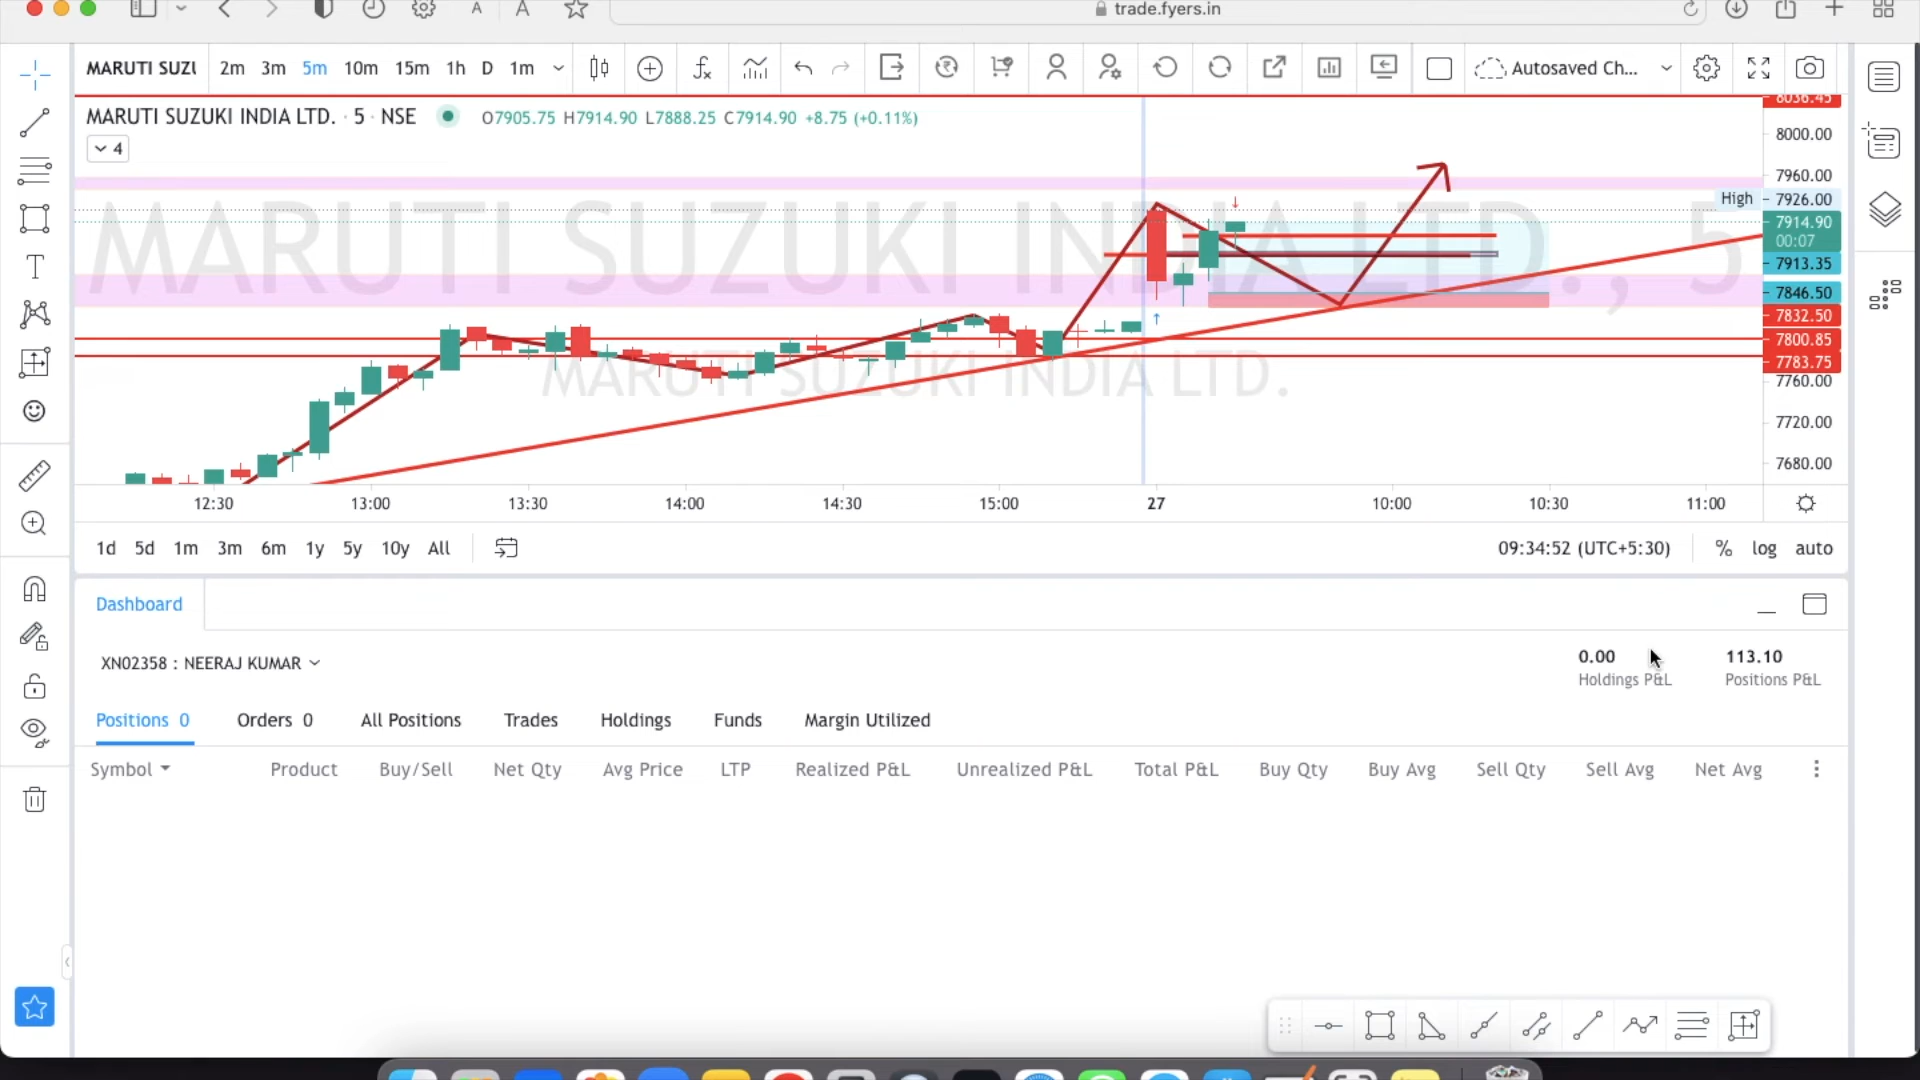 trade.fyers.in
A A
MARUTI SUZU 2m 3m 5m 10m 15m 1h D 1m Autosaved Ch...
MARUTI SUZUKI INDIA LTD. · 5 · NSE O7905.75 H7914.90 L7888.25 C7914.90 +8.75 (+0.11%)
4
8036.45
8000.00
7960.00
High 7926.00
7914.90
00:07
7913.35
7846.50
7832.50
7800.85
7783.75
7760.00
7720.00
7680.00
MARUTI SUZUKI INDIA LTD., 5
MARUTI SUZUKI INDIA LTD.
12:30 13:00 13:30 14:00 14:30 15:00 27 10:00 10:30 11:00
1d 5d 1m 3m 6m 1y 5y 10y All 09:34:52 (UTC+5:30) % log auto
Dashboard
XN02358 : NEERAJ KUMAR
0.00 113.10
Holdings P&L Positions P&L
Positions 0 Orders 0 All Positions Trades Holdings Funds Margin Utilized
Symbol Product Buy/Sell Net Qty Avg Price LTP Realized P&L Unrealized P&L Total P&L Buy Qty Buy Avg Sell Qty Sell Avg Net Avg